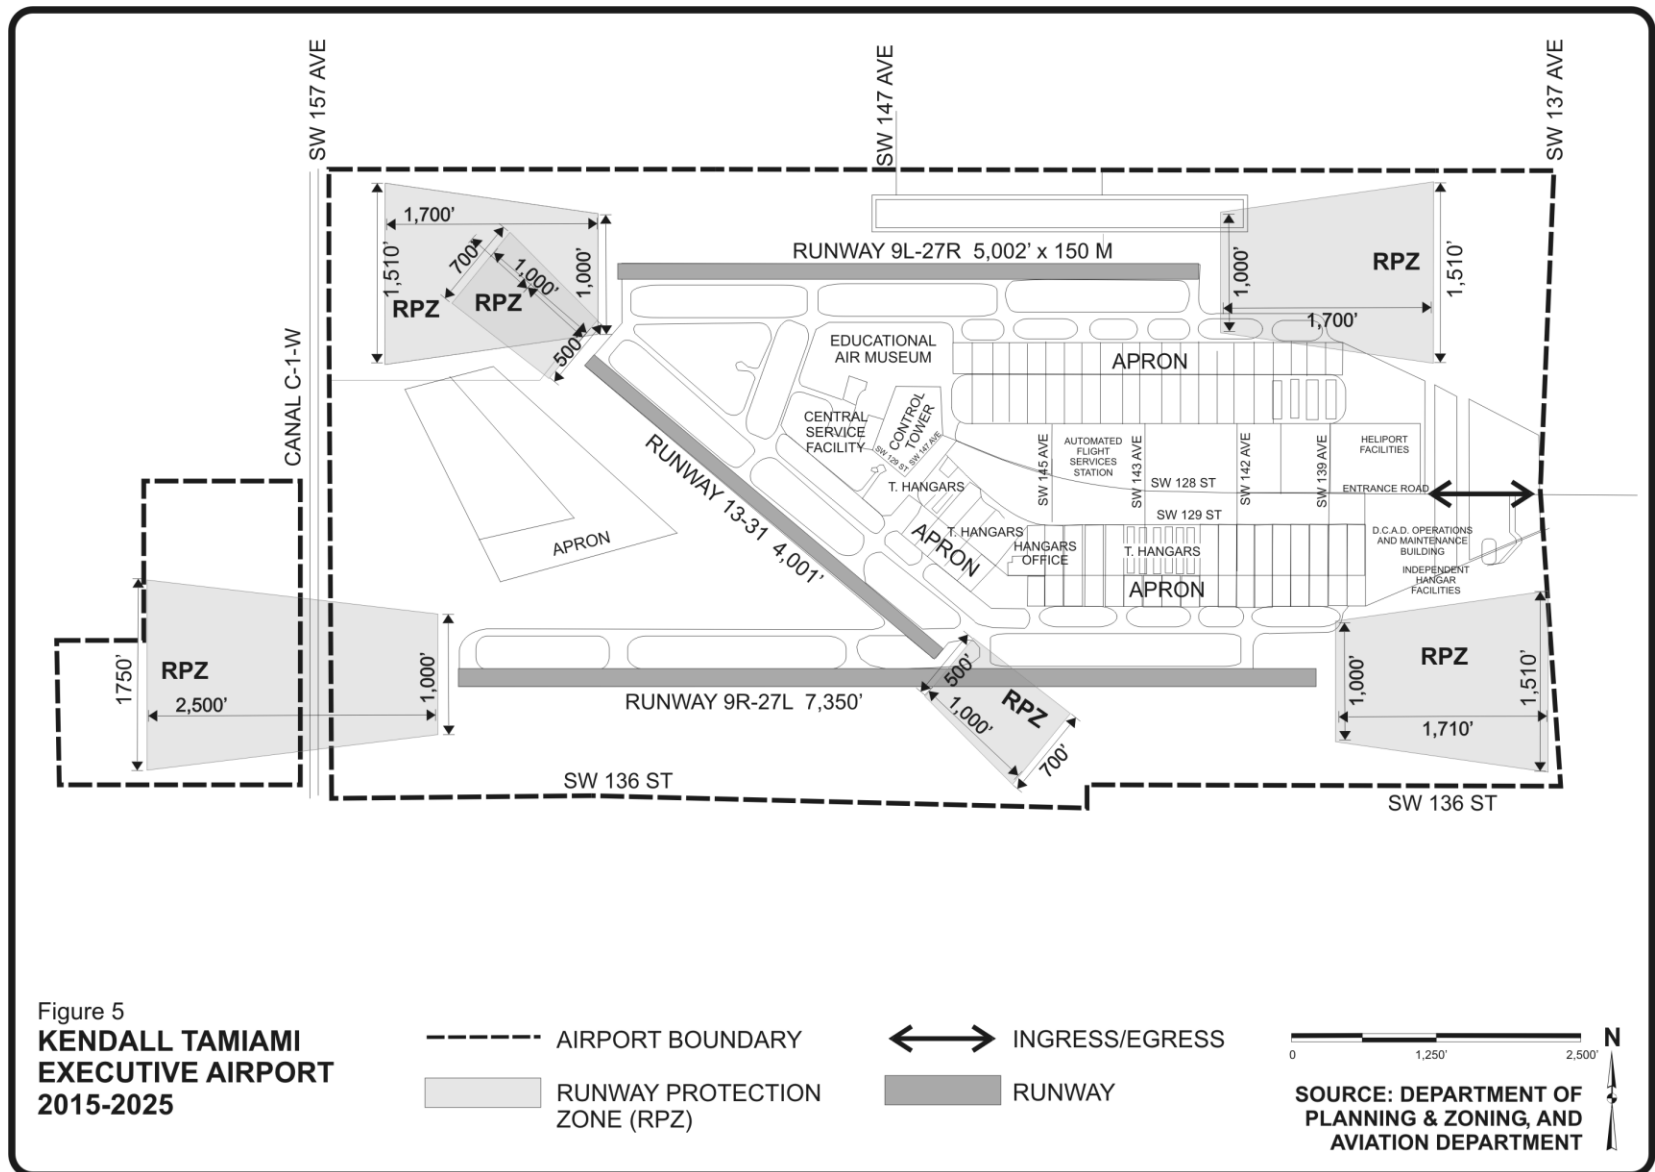 SW 157 AVE
SW 147 AVE
SW 137 AVE
CANAL C-1-W
1,700’
1,510’
1,000’
700’
1,000’
RPZ
RPZ
500’
RUNWAY 9L-27R 5,002’ x 150 M
1,000’
RPZ
1,510’
1,700’
EDUCATIONAL
AIR MUSEUM
APRON
CENTRAL
SERVICE
FACILITY
CONTROL
TOWER
SW 129 ST
SW 147 AVE
SW 145 AVE
AUTOMATED
FLIGHT
SERVICES
STATION
SW 143 AVE
SW 142 AVE
SW 139 AVE
HELIPORT
FACILITIES
SW 128 ST
ENTRANCE ROAD
T. HANGARS
SW 129 ST
RUNWAY 13-31 4,001’
APRON
APRON
T. HANGARS
HANGARS
OFFICE
T. HANGARS
APRON
D.C.A.D. OPERATIONS
AND MAINTENANCE
BUILDING
INDEPENDENT
HANGAR
FACILITIES
1750’
RPZ
2,500’
1,000’
RUNWAY 9R-27L 7,350’
500’
1,000’
RPZ
700’
1,000’
RPZ
1,510’
1,710’
SW 136 ST
SW 136 ST
Figure 5
KENDALL TAMIAMI
EXECUTIVE AIRPORT
2015-2025
AIRPORT BOUNDARY
RUNWAY PROTECTION
ZONE (RPZ)
INGRESS/EGRESS
RUNWAY
0
1,250’
2,500’
N
SOURCE: DEPARTMENT OF
PLANNING & ZONING, AND
AVIATION DEPARTMENT